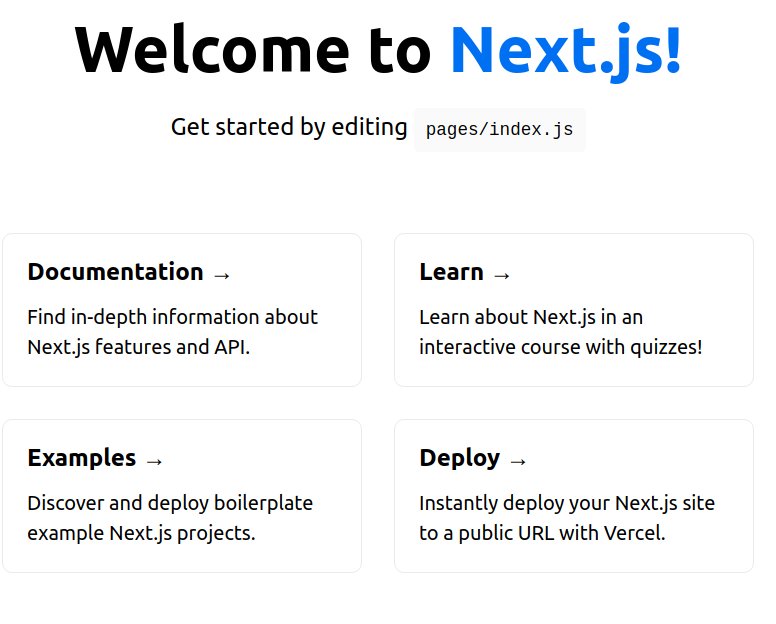 Welcome to Next.js!
Get started by editing pages/index.js
Documentation →
Find in-depth information about
Next.js features and API.
Learn →
Learn about Next.js in an
interactive course with quizzes!
Examples →
Discover and deploy boilerplate
example Next.js projects.
Deploy →
Instantly deploy your Next.js site
to a public URL with Vercel.